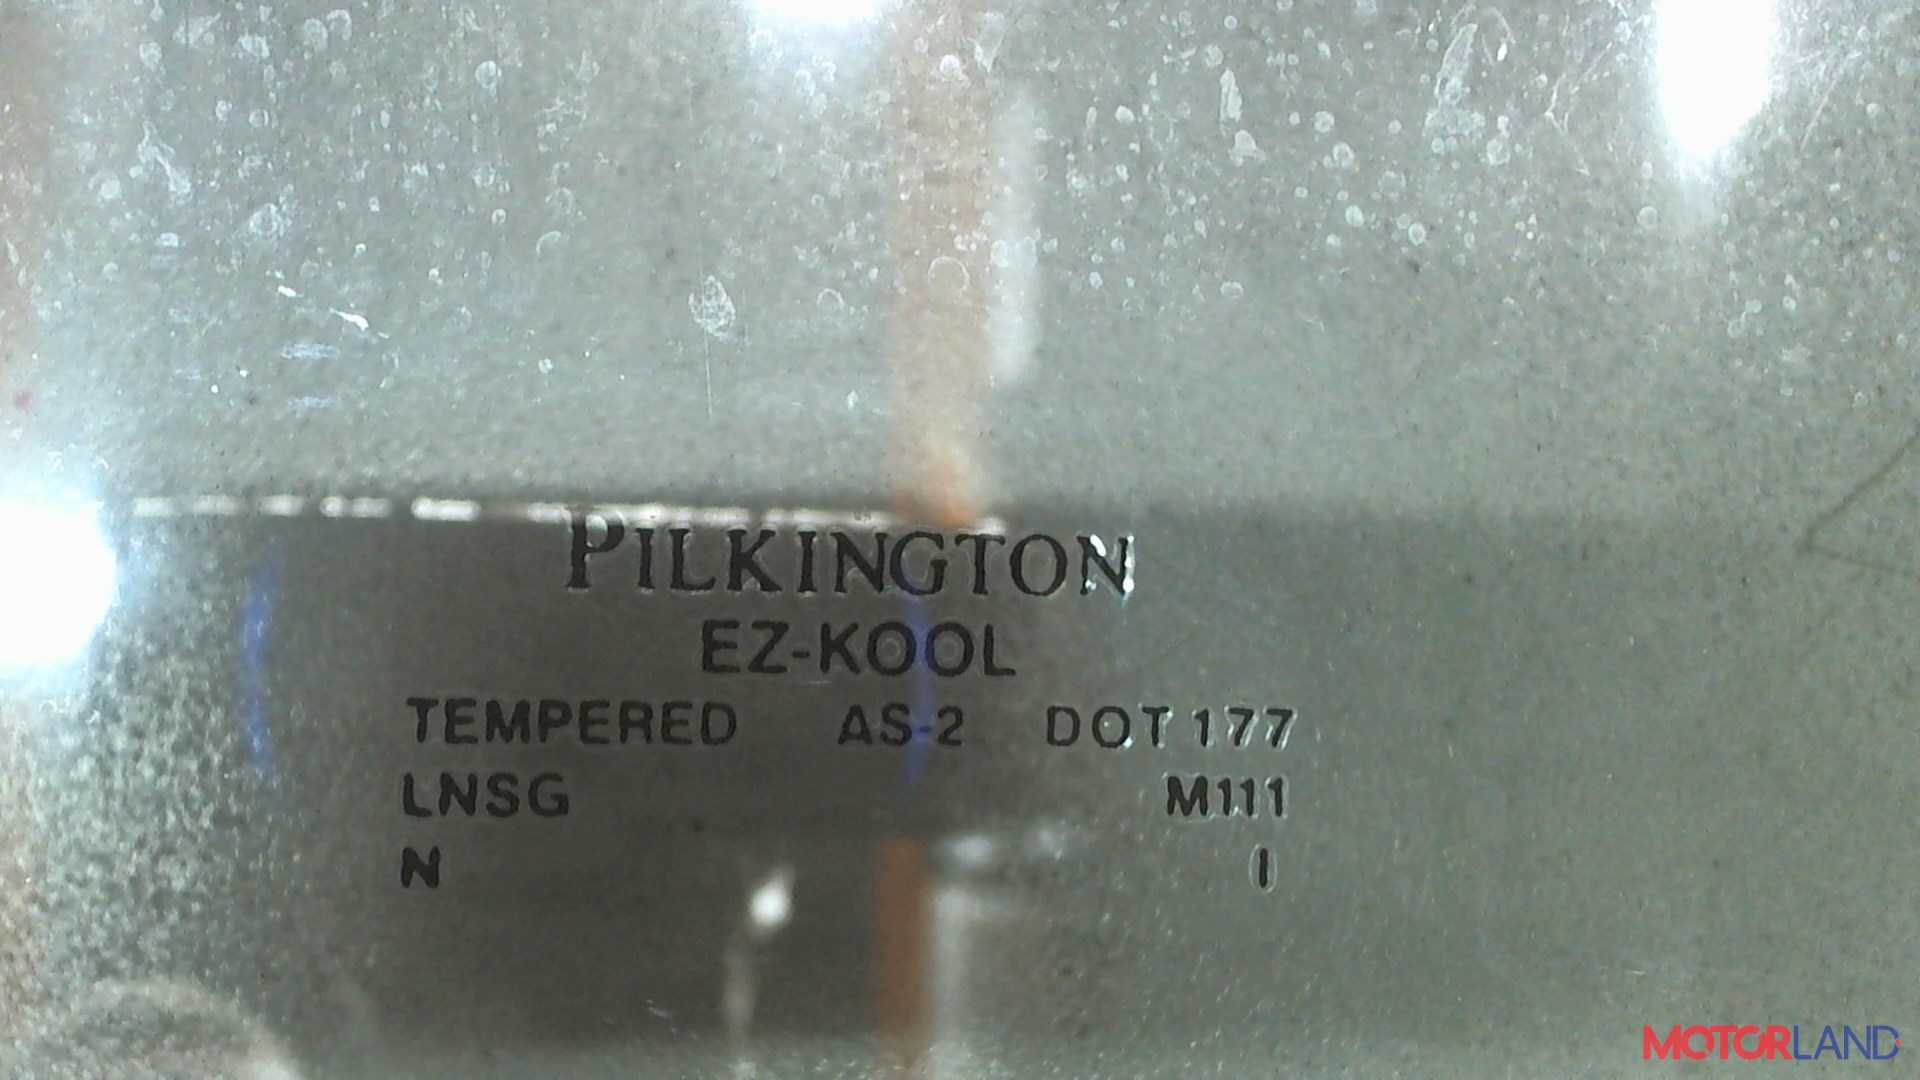 PILKINGTON
EZ-KOOL
TEMPERED AS-2 DOT 177
LNSG M111
N I
MOTORLAND